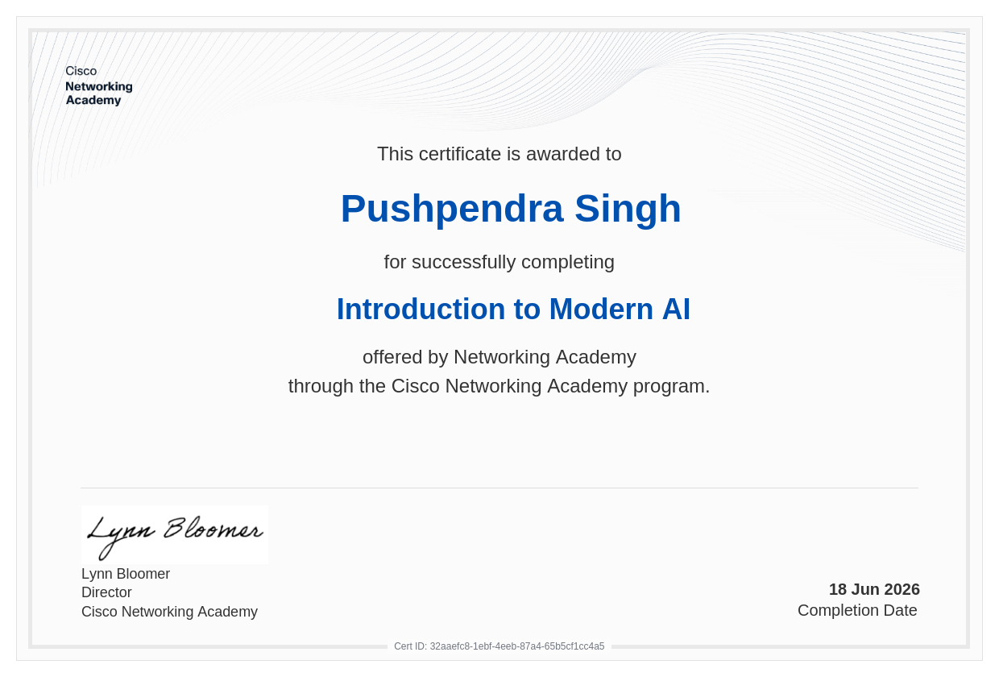 Cisco
Networking
Academy
This certificate is awarded to
Pushpendra Singh
for successfully completing
Introduction to Modern AI
offered by Networking Academy
through the Cisco Networking Academy program.
Lynn Bloomer
Lynn Bloomer
Director
Cisco Networking Academy
18 Jun 2026
Completion Date
Cert ID: 32aaefc8-1ebf-4eeb-87a4-65b5cf1cc4a5